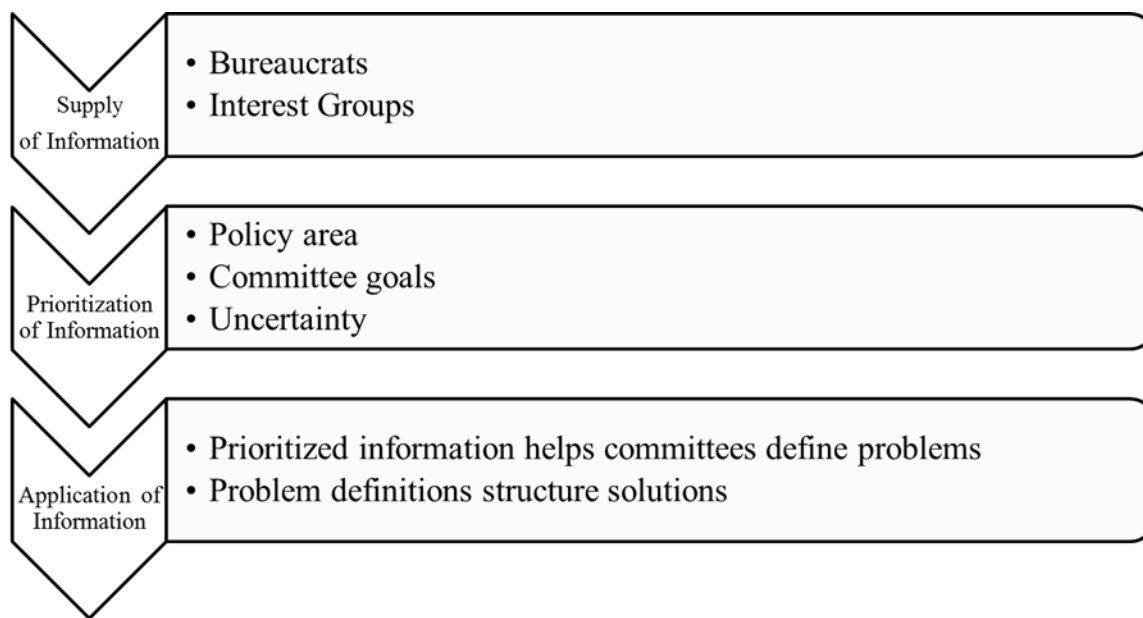 Supply
of Information
• Bureaucrats
• Interest Groups
Prioritization
of Information
• Policy area
• Committee goals
• Uncertainty
Application of
Information
• Prioritized information helps committees define problems
• Problem definitions structure solutions